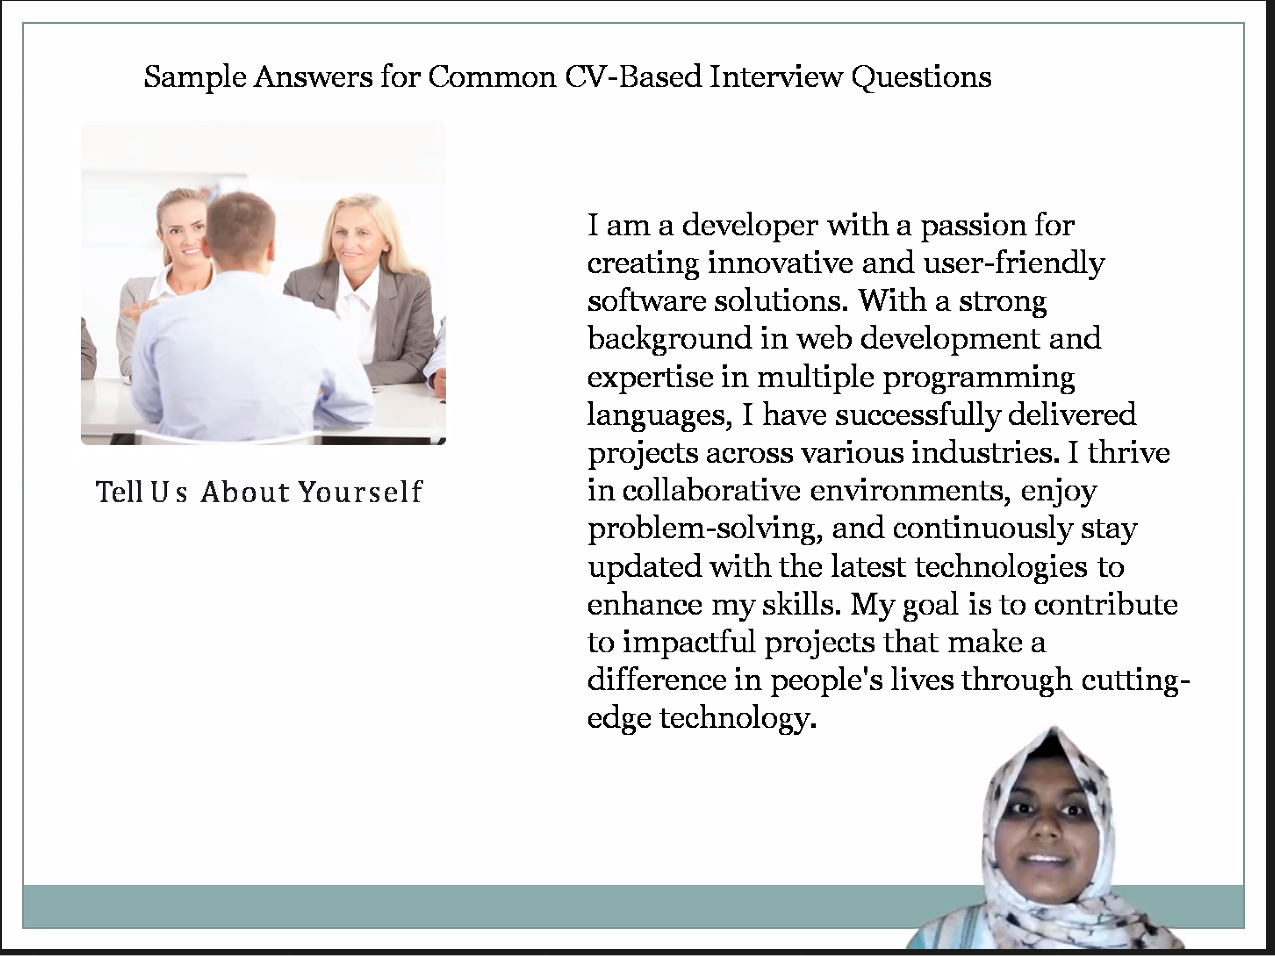 Sample Answers for Common CV-Based Interview Questions
Tell Us About Yourself
I am a developer with a passion for
creating innovative and user-friendly
software solutions. With a strong
background in web development and
expertise in multiple programming
languages, I have successfully delivered
projects across various industries. I thrive
in collaborative environments, enjoy
problem-solving, and continuously stay
updated with the latest technologies to
enhance my skills. My goal is to contribute
to impactful projects that make a
difference in people's lives through cutting-
edge technology.